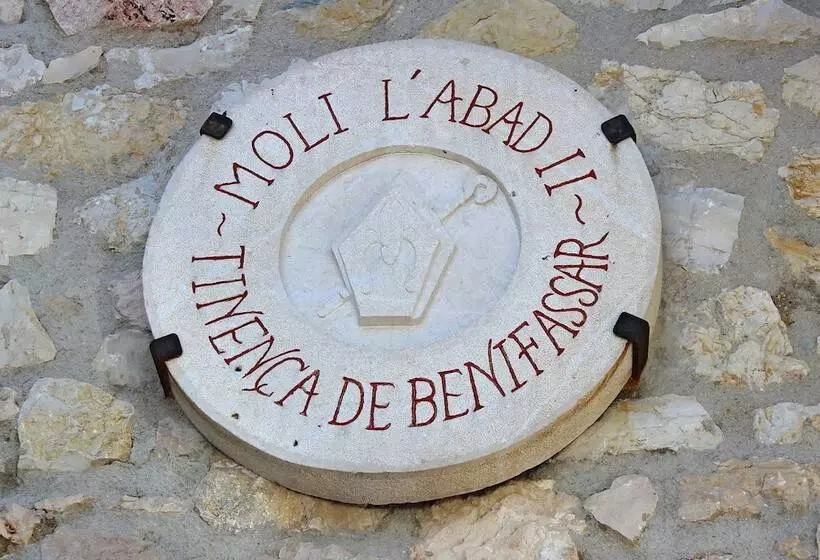 MOLI L'ABAD II
~ TINENÇA DE BENIFASSAR ~